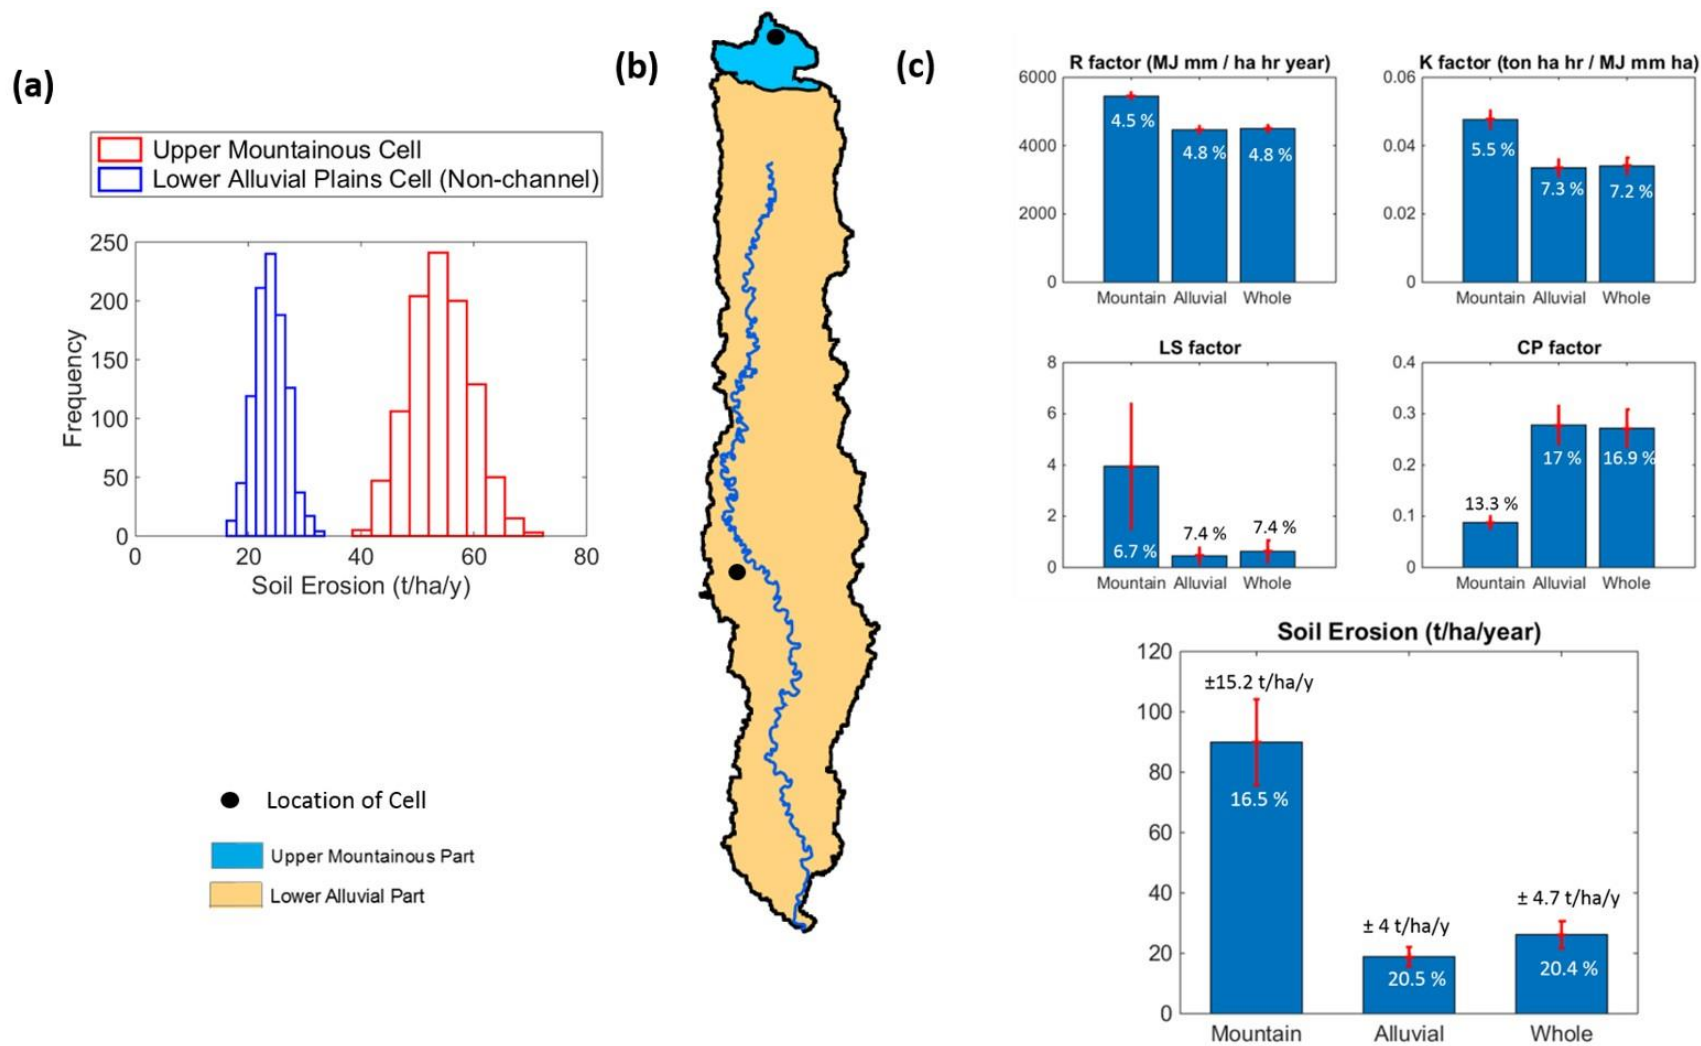 (a)
Upper Mountainous Cell
Lower Alluvial Plains Cell (Non-channel)
250
200
150
100
50
0
Frequency
0 20 40 60 80
Soil Erosion (t/ha/y)
Location of Cell
Upper Mountainous Part
Lower Alluvial Part
(b)
(c)
R factor (MJ mm / ha hr year)
6000
4000
2000
0
4.5 %
4.8 %
4.8 %
Mountain Alluvial Whole
K factor (ton ha hr / MJ mm ha)
0.06
0.04
0.02
0
5.5 %
7.3 %
7.2 %
Mountain Alluvial Whole
LS factor
8
6
4
2
0
6.7 %
7.4 %
7.4 %
Mountain Alluvial Whole
CP factor
0.4
0.3
0.2
0.1
0
13.3 %
17 %
16.9 %
Mountain Alluvial Whole
Soil Erosion (t/ha/year)
120
100
80
60
40
20
0
±15.2 t/ha/y
16.5 %
± 4 t/ha/y
20.5 %
± 4.7 t/ha/y
20.4 %
Mountain Alluvial Whole